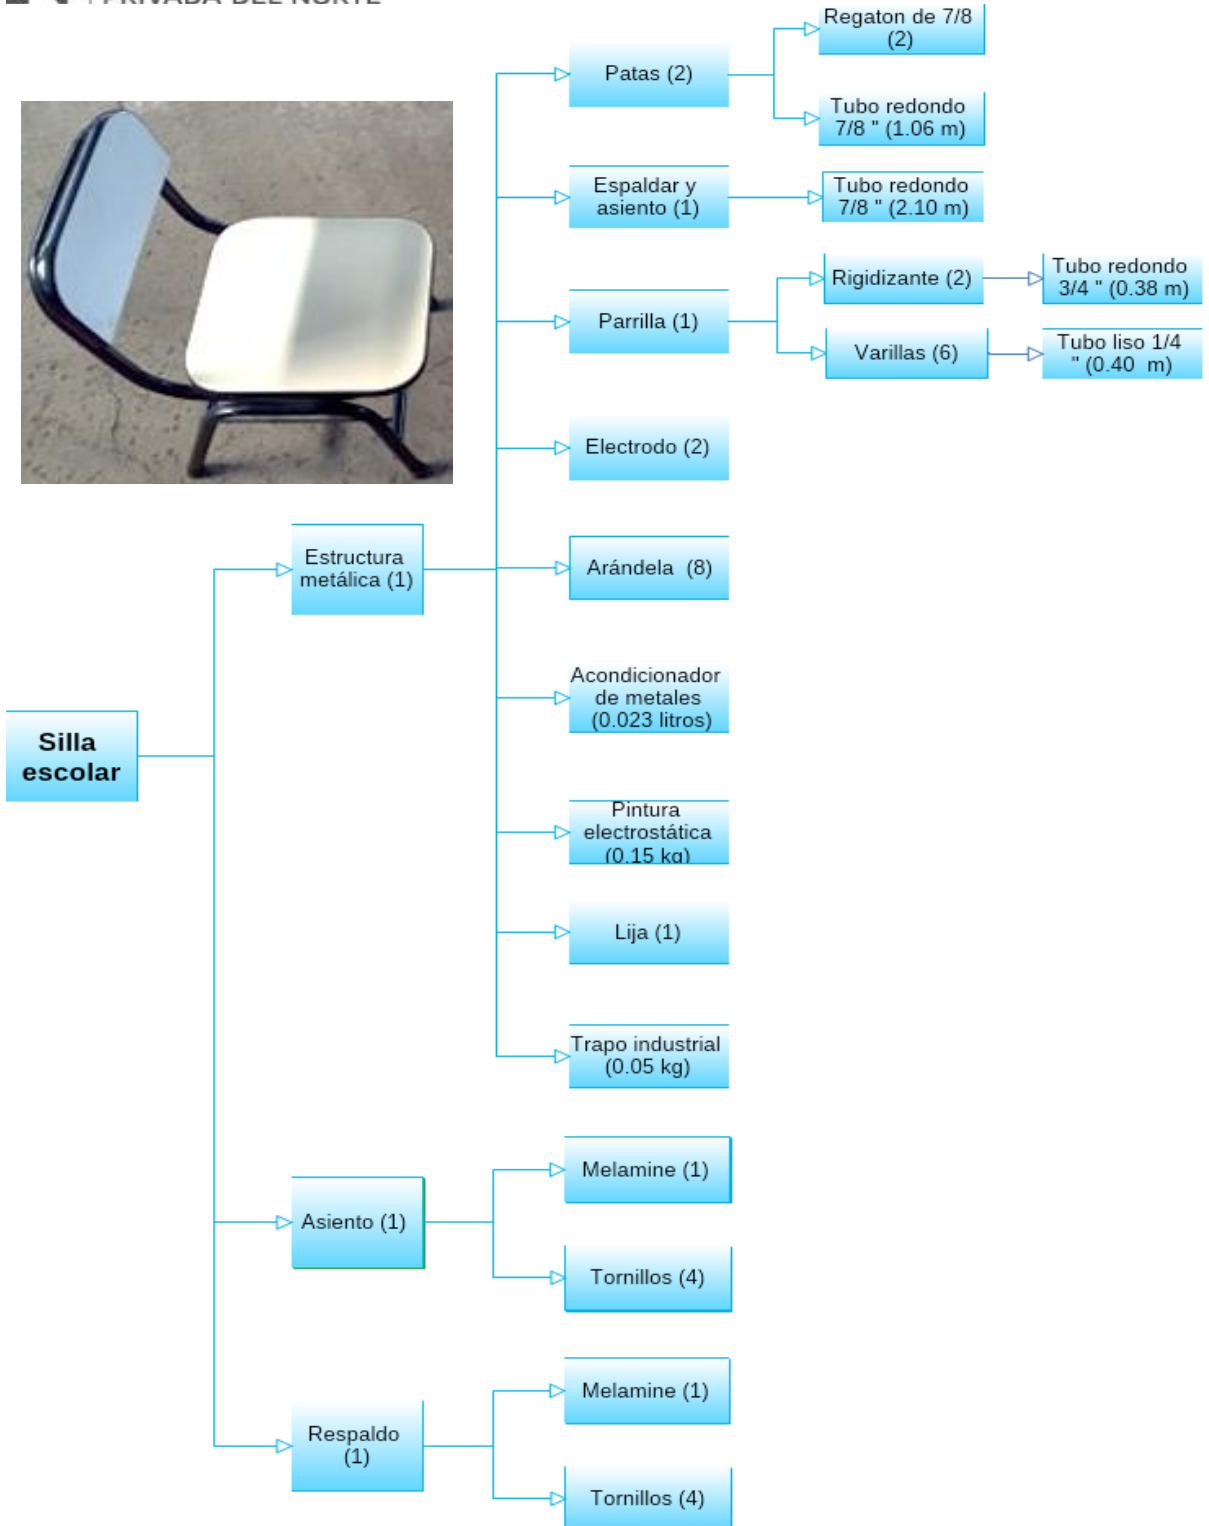 PRIVADA DEL NORTE
Regaton de 7/8
(2)
Patas (2)
Tubo redondo
7/8 " (1.06 m)
Espaldar y
asiento (1)
Tubo redondo
7/8 " (2.10 m)
Rigidizante (2)
Tubo redondo
3/4 " (0.38 m)
Parrilla (1)
Varillas (6)
Tubo liso 1/4
" (0.40 m)
Electrodo (2)
Estructura
metálica (1)
Arándela (8)
Acondicionador
de metales
(0.023 litros)
Silla
escolar
Pintura
electrostática
(0.15 kg)
Lija (1)
Trapo industrial
(0.05 kg)
Melamine (1)
Asiento (1)
Tornillos (4)
Melamine (1)
Respaldo
(1)
Tornillos (4)